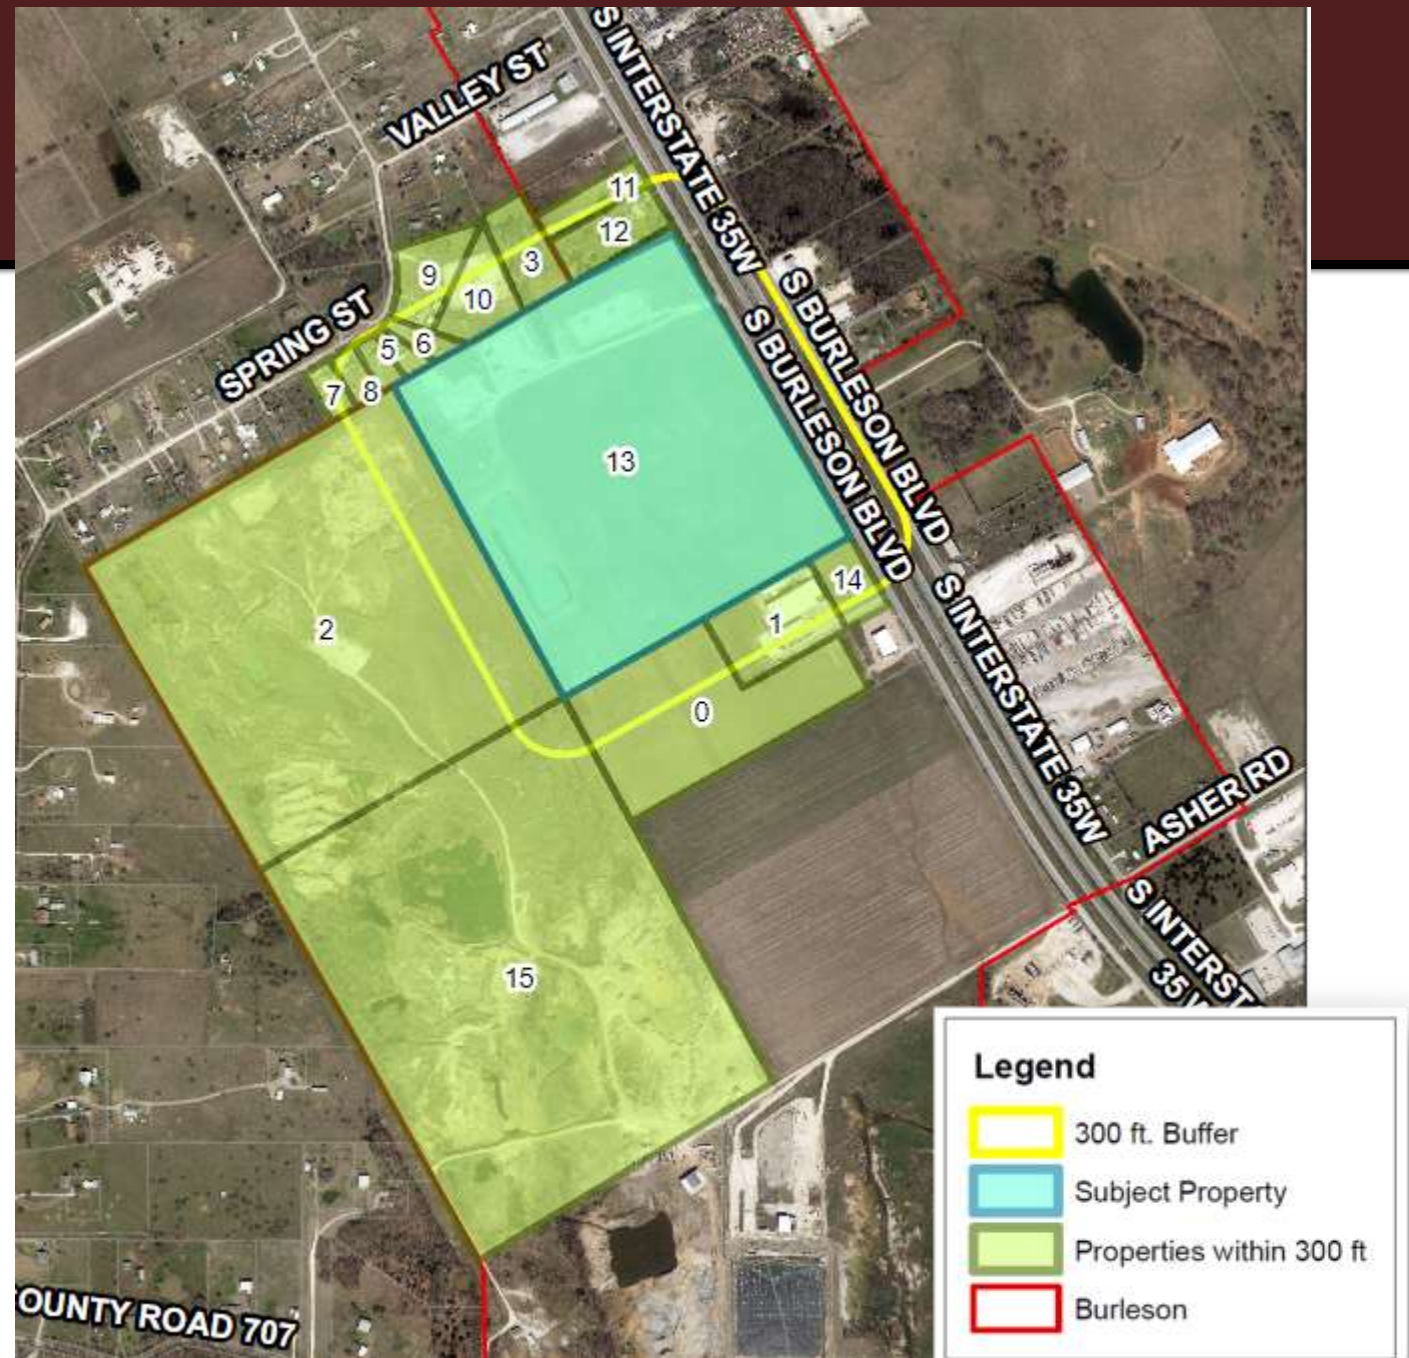 S INTERSTATE 35W
VALLEY ST
11
12
3
9
10
S BURLESON BLVD
S BURLESON BLVD
SPRING ST
6
5
8
7
13
14
1
2
0
S INTERSTATE 35W
ASHER RD
S INTERST
35 W
15
OUNTY ROAD 707
Legend
300 ft. Buffer
Subject Property
Properties within 300 ft
Burleson